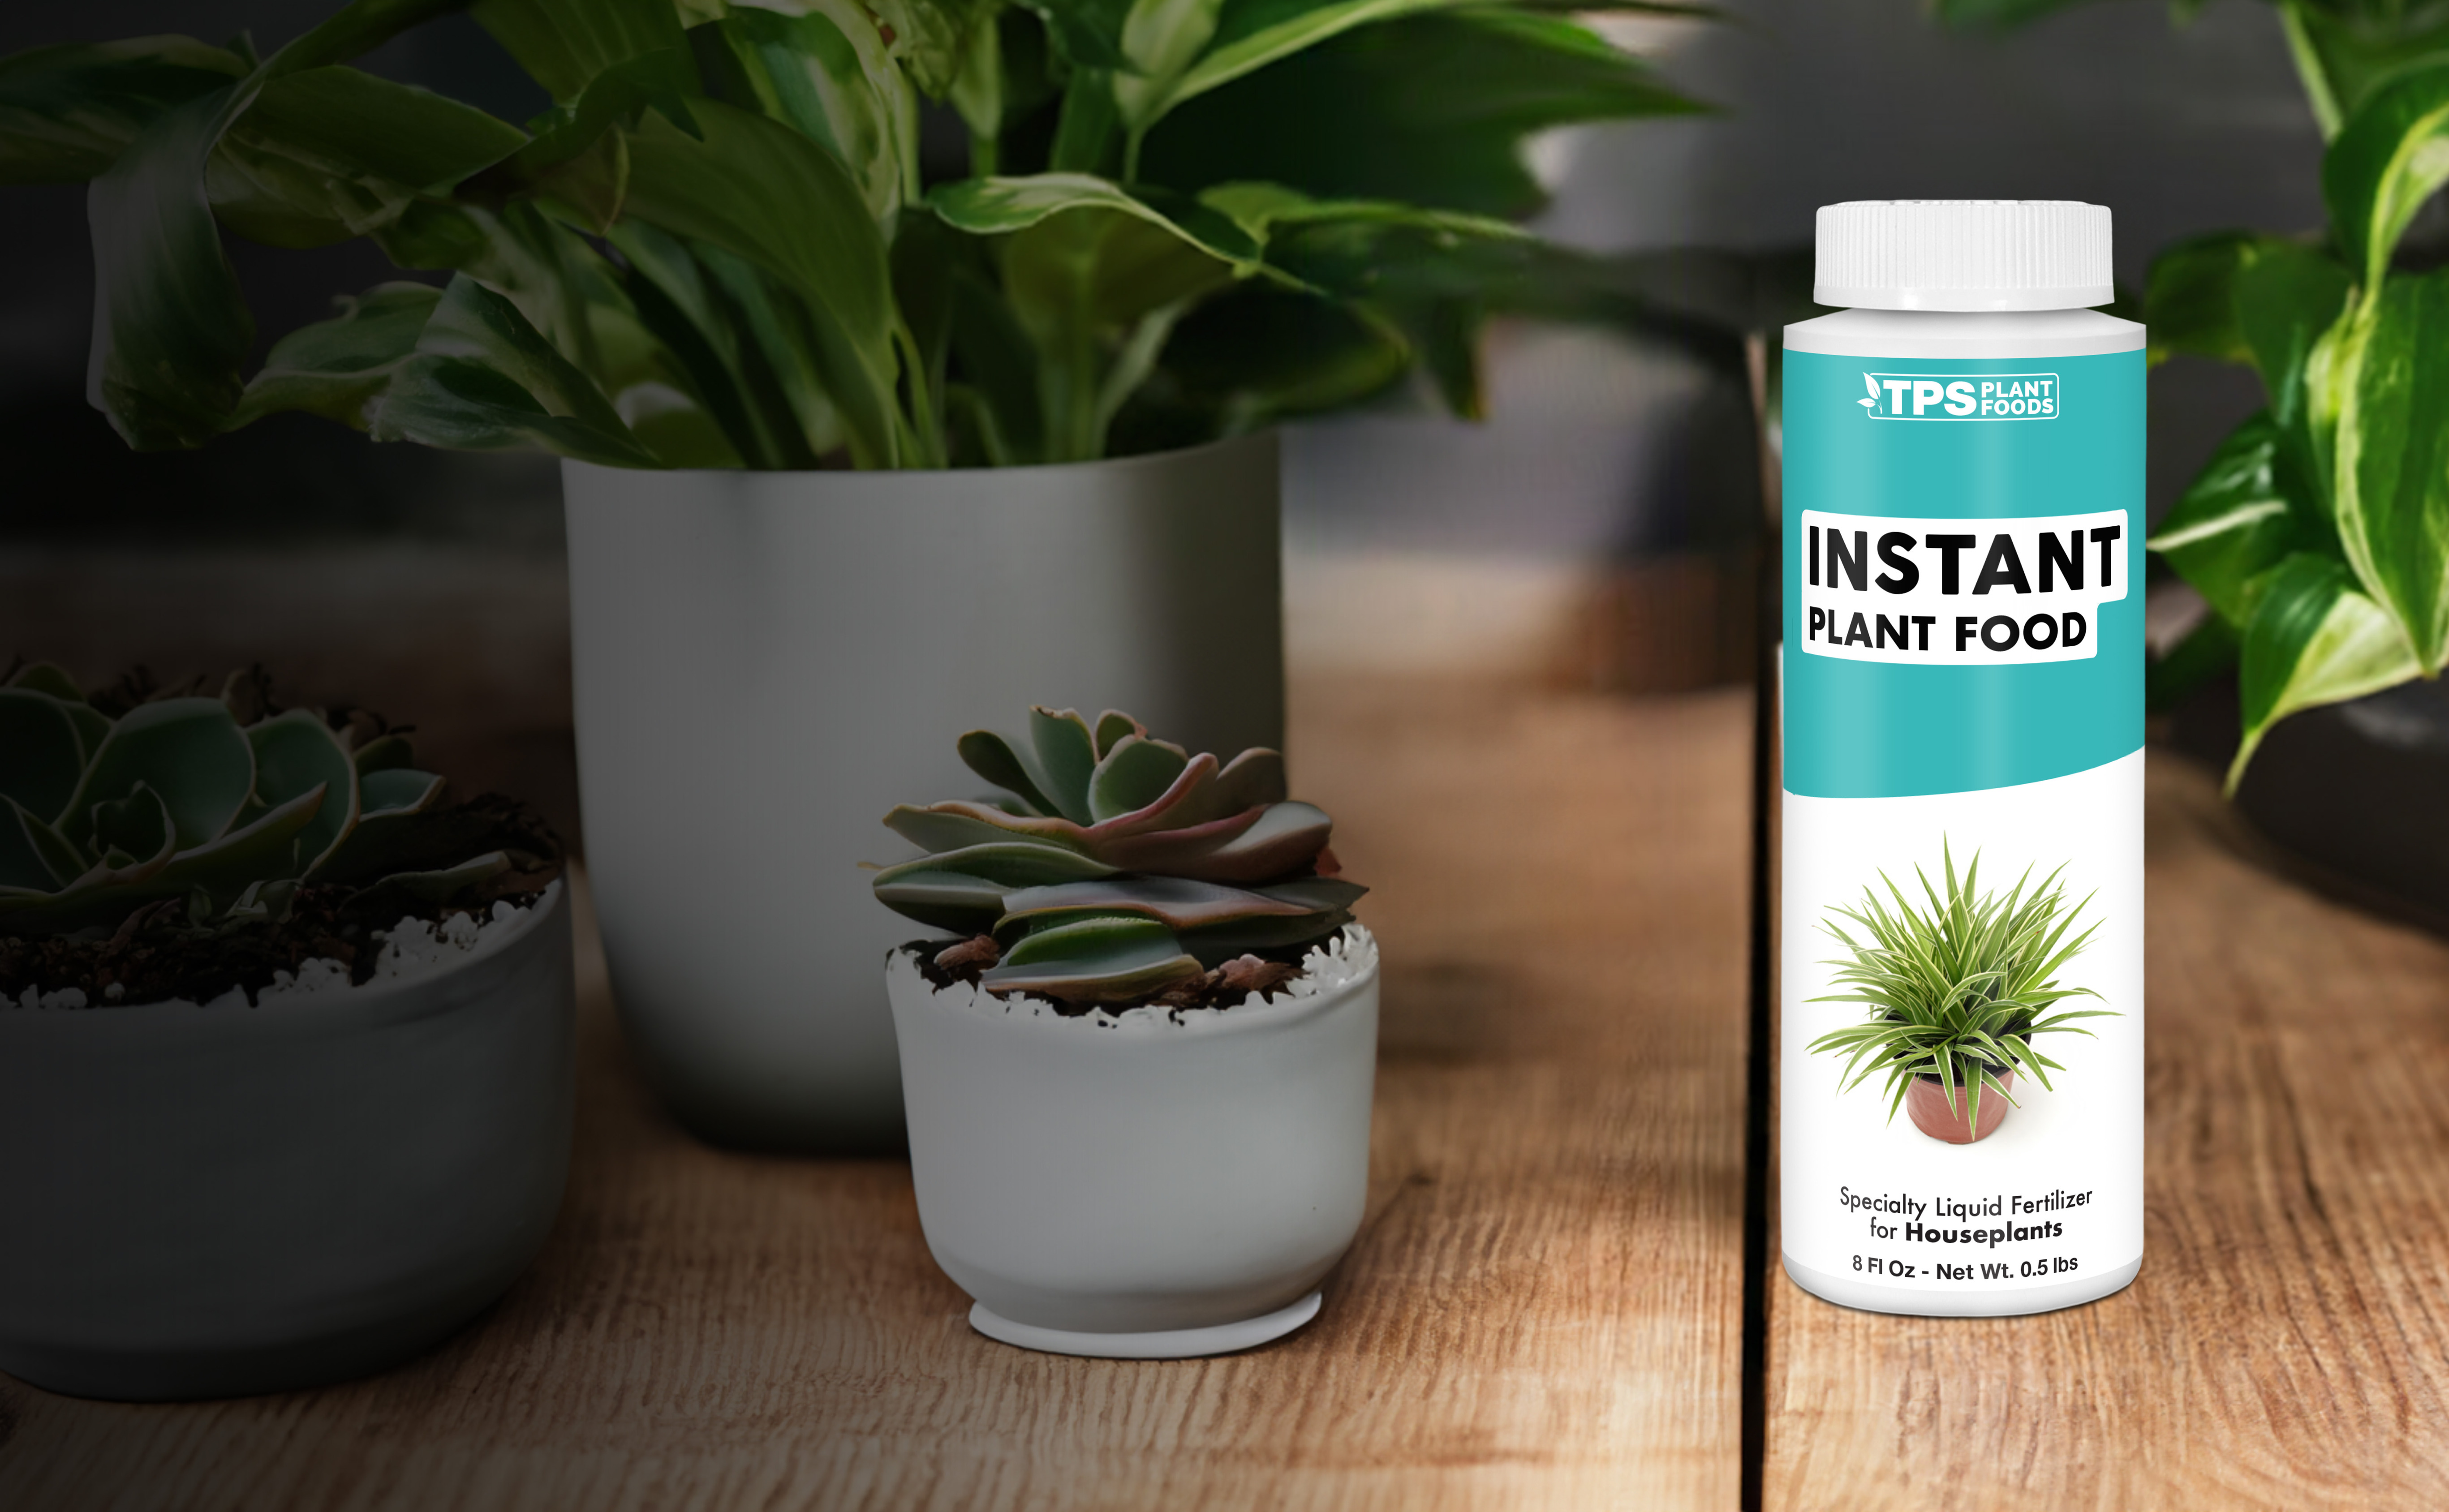 TPS PLANT FOODS
INSTANT
PLANT FOOD
Specialty Liquid Fertilizer
for Houseplants
8 Fl Oz - Net Wt. 0.5 lbs